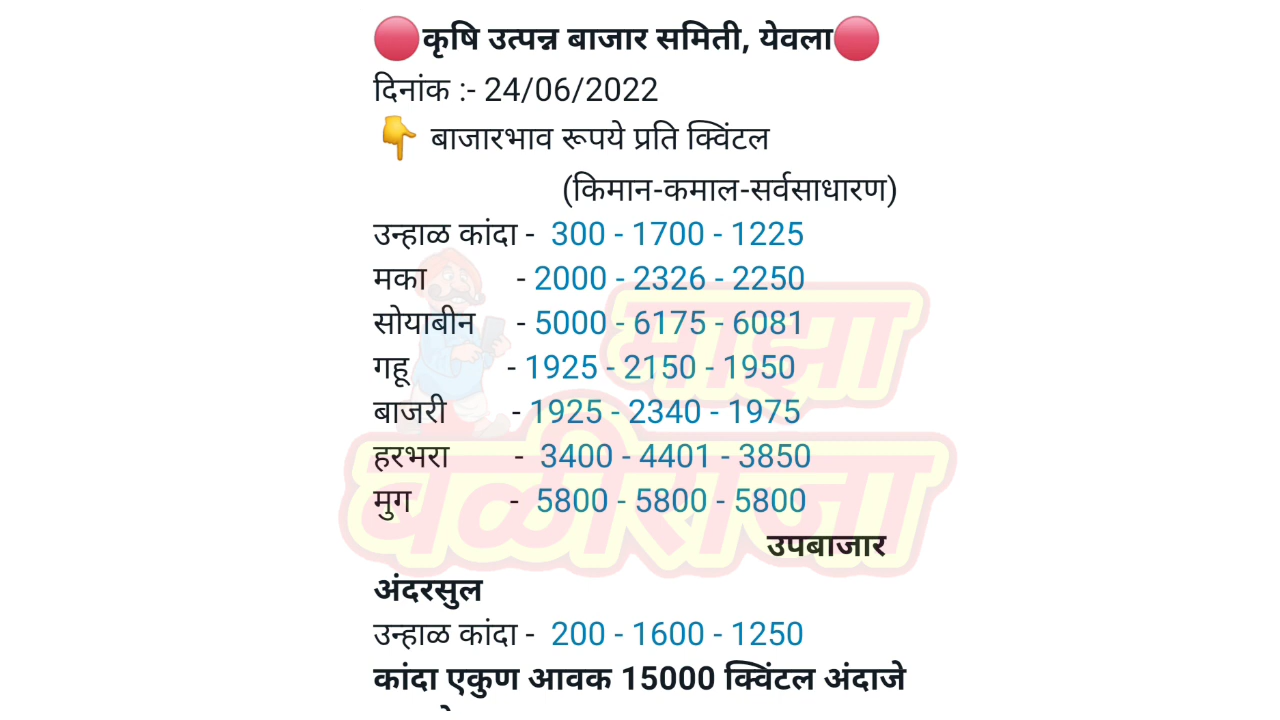 🔴कृषि उत्पन्न बाजार समिती, येवला🔴
दिनांक :- 24/06/2022
👇 बाजारभाव रूपये प्रति क्विंटल
(किमान-कमाल-सर्वसाधारण)
उन्हाळ कांदा - 300 - 1700 - 1225
मका - 2000 - 2326 - 2250
सोयाबीन - 5000 - 6175 - 6081
गहू - 1925 - 2150 - 1950
बाजरी - 1925 - 2340 - 1975
हरभरा - 3400 - 4401 - 3850
मुग - 5800 - 5800 - 5800
उपबाजार
अंदरसुल
उन्हाळ कांदा - 200 - 1600 - 1250
कांदा एकुण आवक 15000 क्विंटल अंदाजे
माझा
बळीराजा